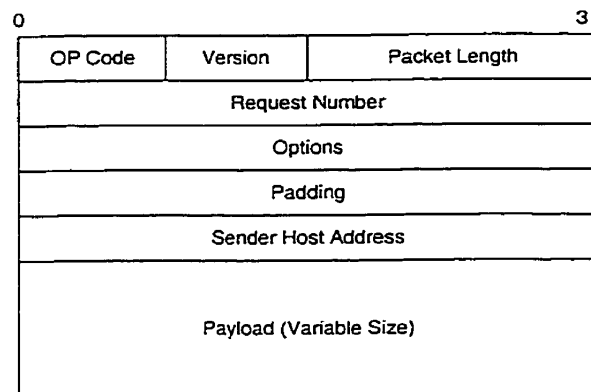 0 3
OP Code Version Packet Length
Request Number
Options
Padding
Sender Host Address
Payload (Variable Size)